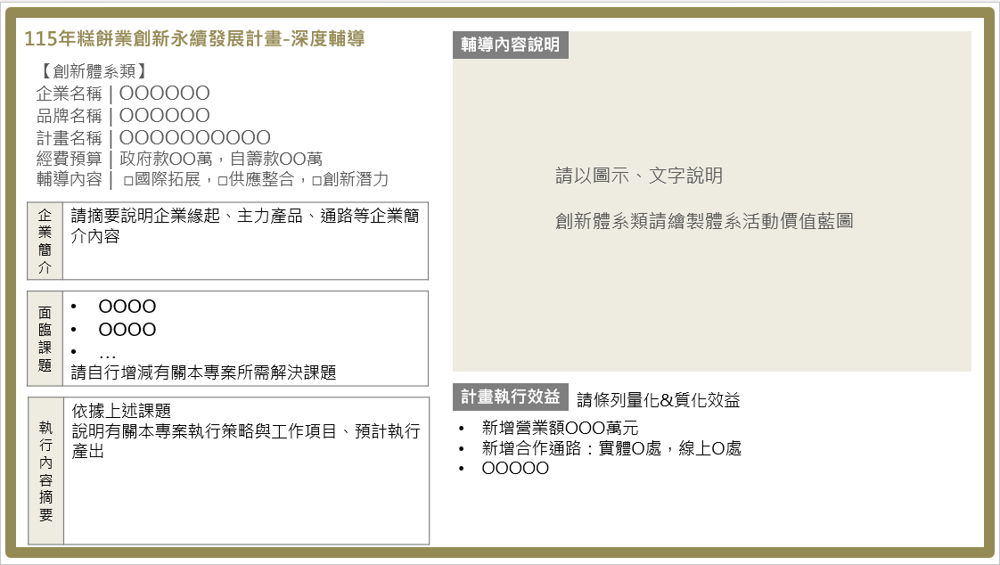 115年糕餅業創新永續發展計畫-深度輔導
【創新體系類】
企業名稱｜OOOOOO
品牌名稱｜OOOOOO
計畫名稱｜OOOOOOOOOO
經費預算｜政府款OO萬，自籌款OO萬
輔導內容｜ □國際拓展，□供應整合，□創新潛力
企業簡介
請摘要說明企業緣起、主力產品、通路等企業簡
介內容
面臨課題
• OOOO
• OOOO
• …
請自行增減有關本專案所需解決課題
執行內容摘要
依據上述課題
說明有關本專案執行策略與工作項目、預計執行
產出
輔導內容說明
請以圖示、文字說明
創新體系類請繪製體系活動價值藍圖
計畫執行效益 請條列量化&質化效益
• 新增營業額OOO萬元
• 新增合作通路：實體O處，線上O處
• OOOOO